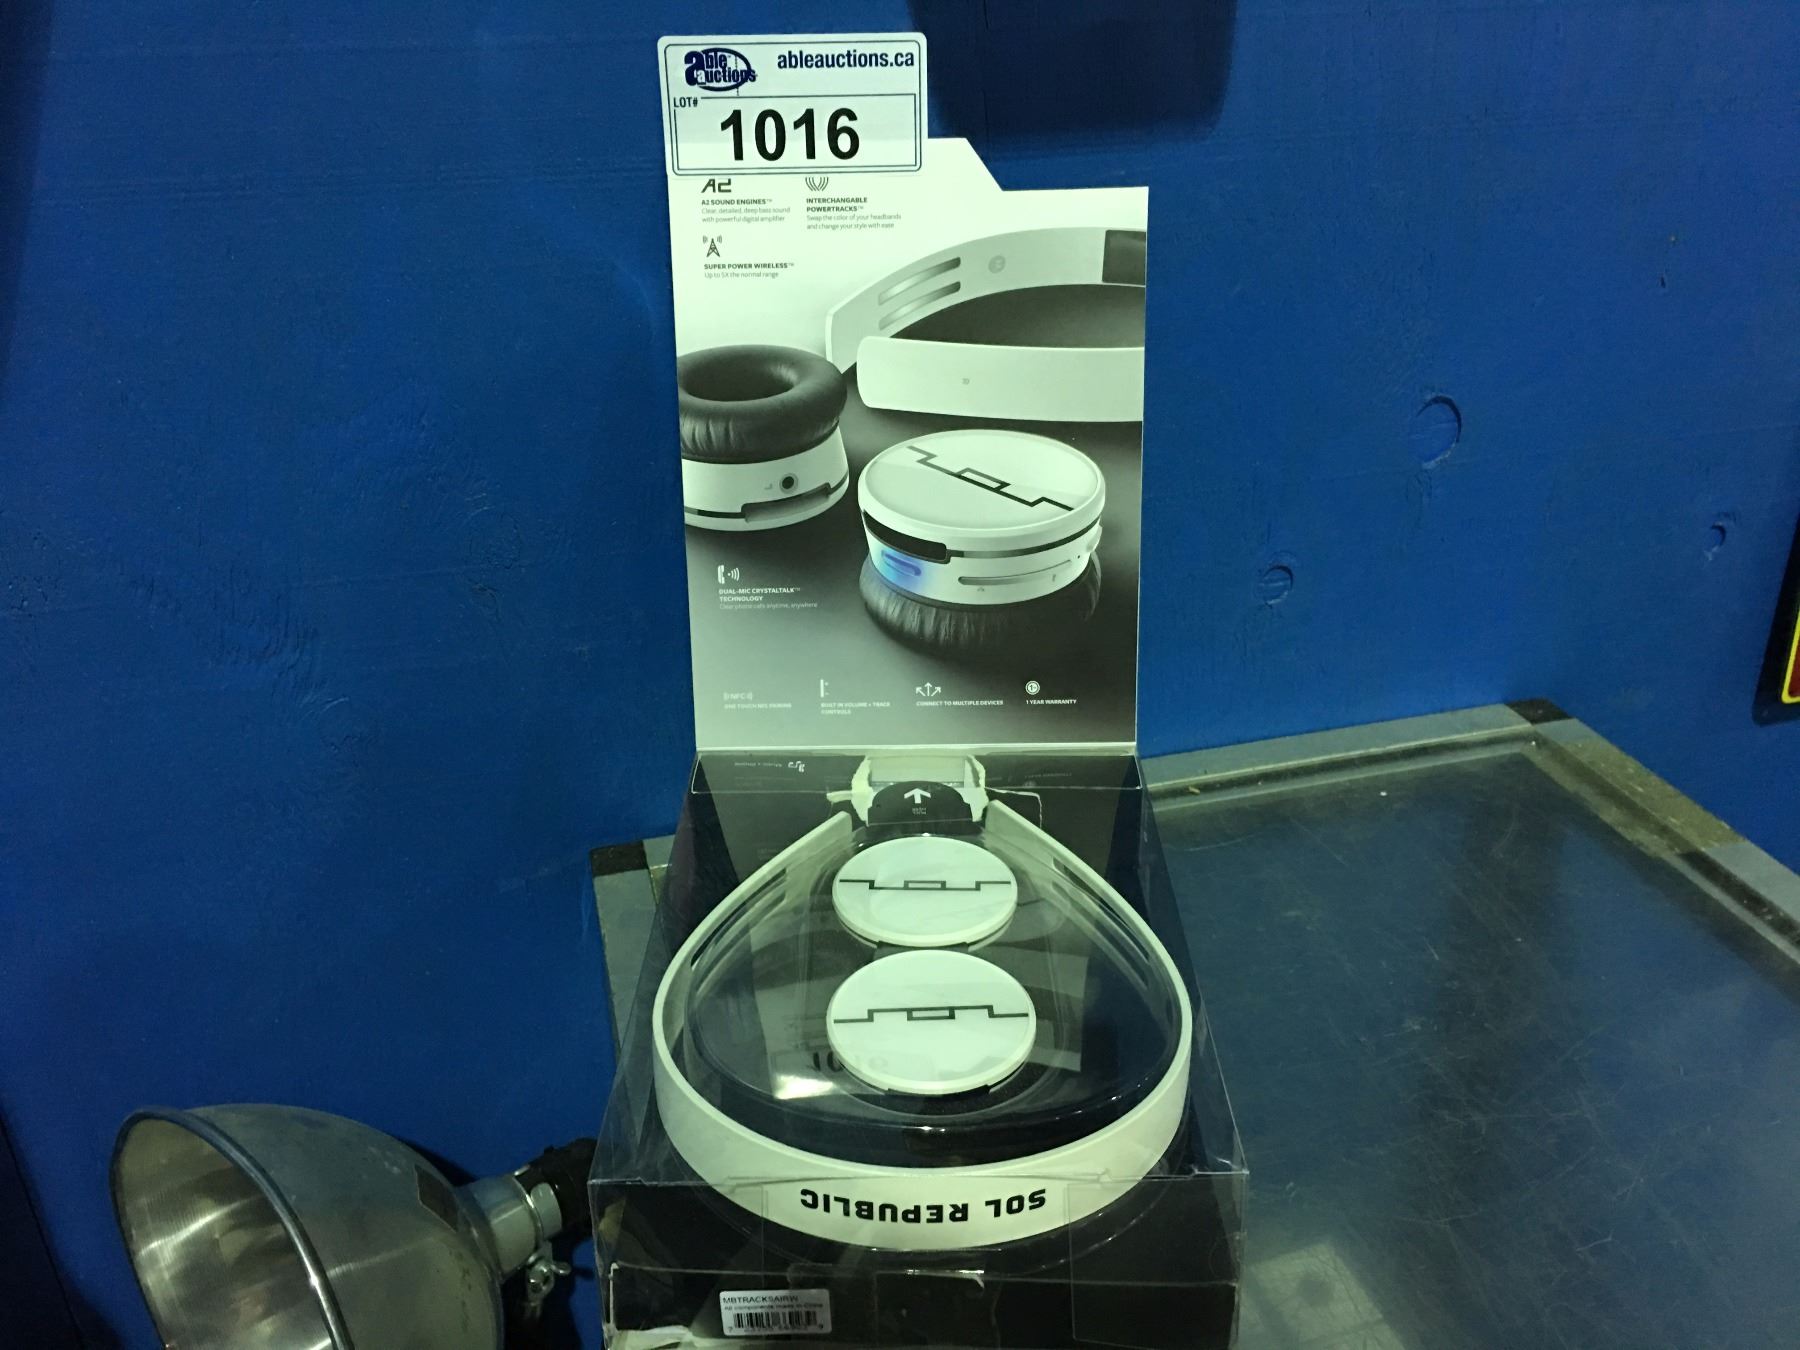 able auctions
ableauctions.ca
LOT#
1016
A2
A2 SOUND ENGINES™
Clear, detailed, deep bass sound
with powerful digital amplifier
INTERCHANGABLE
POWERTRACKS™
Swap the color of your headbands
and change your style with ease
SUPER POWER WIRELESS™
Up to 5X the normal range
DUAL-MIC CRYSTALTALK™
TECHNOLOGY
Clear phone calls anytime, anywhere
NFC
ONE TOUCH NFC PAIRING
BUILT IN VOLUME + TRACK
CONTROLS
CONNECT TO MULTIPLE DEVICES
1 YEAR WARRANTY
SOL REPUBLIC
MBTRACKSAIRW
All components made in China